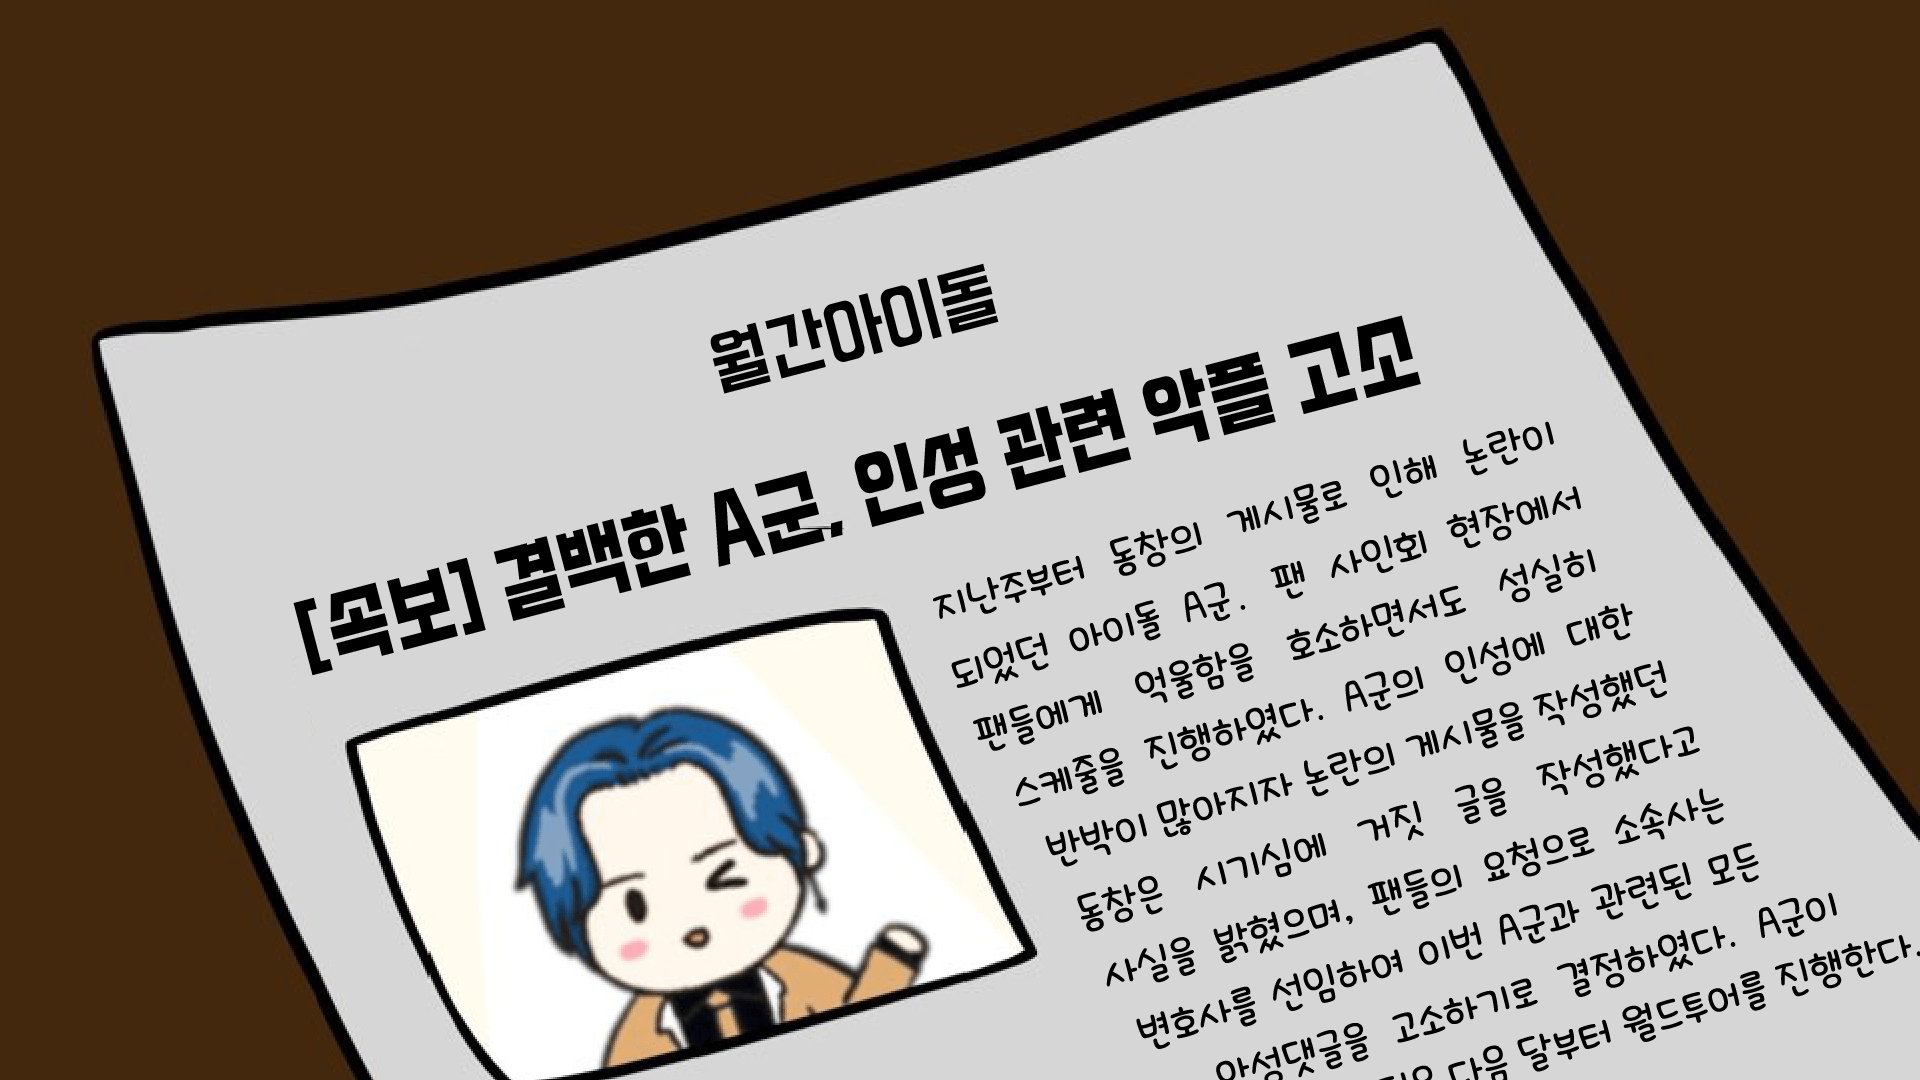 월간아이돌
[속보] 결백한 A군, 인성 관련 악플 고소
지난주부터 동창의 게시물로 인해 논란이
되었던 아이돌 A군. 팬 사인회 현장에서
팬들에게 억울함을 호소하면서도 성실히
스케줄을 진행하였다. A군의 인성에 대한
반박이 많아지자 논란의 게시물을 작성했던
동창은 시기심에 거짓 글을 작성했다고
사실을 밝혔으며, 팬들의 요청으로 소속사는
변호사를 선임하여 이번 A군과 관련된 모든
악성댓글을 고소하기로 결정하였다. A군이
다음 달부터 월드투어를 진행한다.